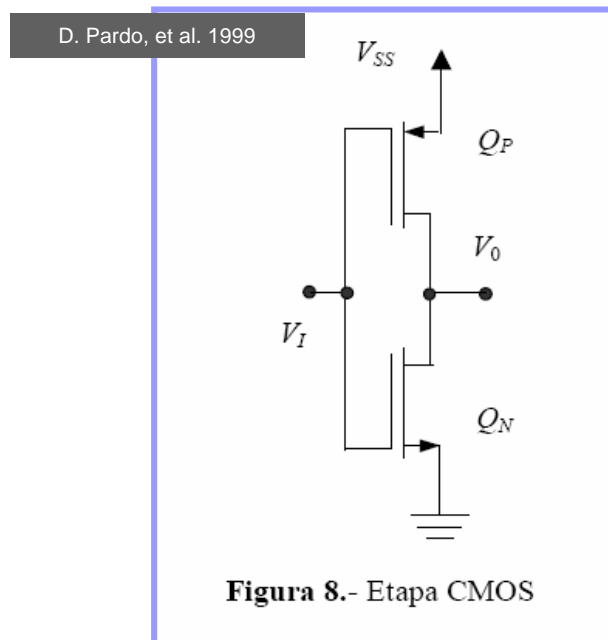 D. Pardo, et al. 1999
V_SS
Q_P
V_0
V_I
Q_N
Figura 8.- Etapa CMOS